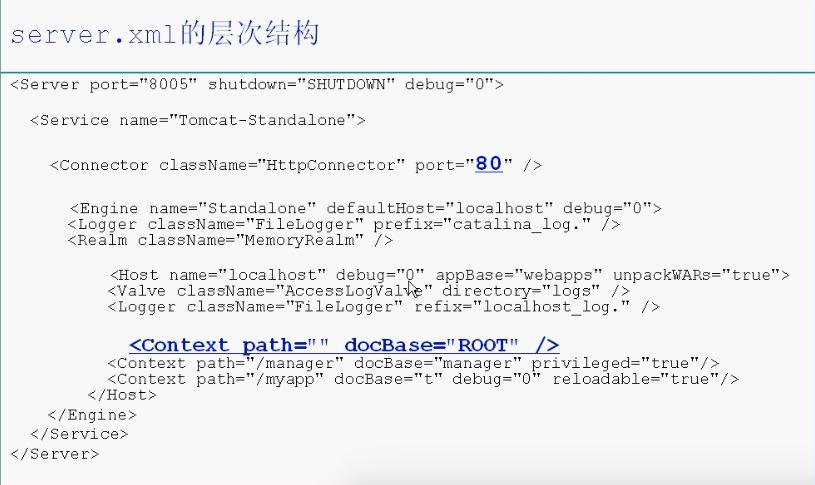 server.xml的层次结构
<Server port="8005" shutdown="SHUTDOWN" debug="0">
<Service name="Tomcat-Standalone">
<Connector className="HttpConnector" port="80" />
<Engine name="Standalone" defaultHost="localhost" debug="0">
<Logger className="FileLogger" prefix="catalina_log." />
<Realm className="MemoryRealm" />
<Host name="localhost" debug="0" appBase="webapps" unpackWARs="true">
<Valve className="AccessLogValve" directory="logs" />
<Logger className="FileLogger" refix="localhost_log." />
<Context path="" docBase="ROOT" />
<Context path="/manager" docBase="manager" privileged="true"/>
<Context path="/myapp" docBase="t" debug="0" reloadable="true"/>
</Host>
</Engine>
</Service>
</Server>